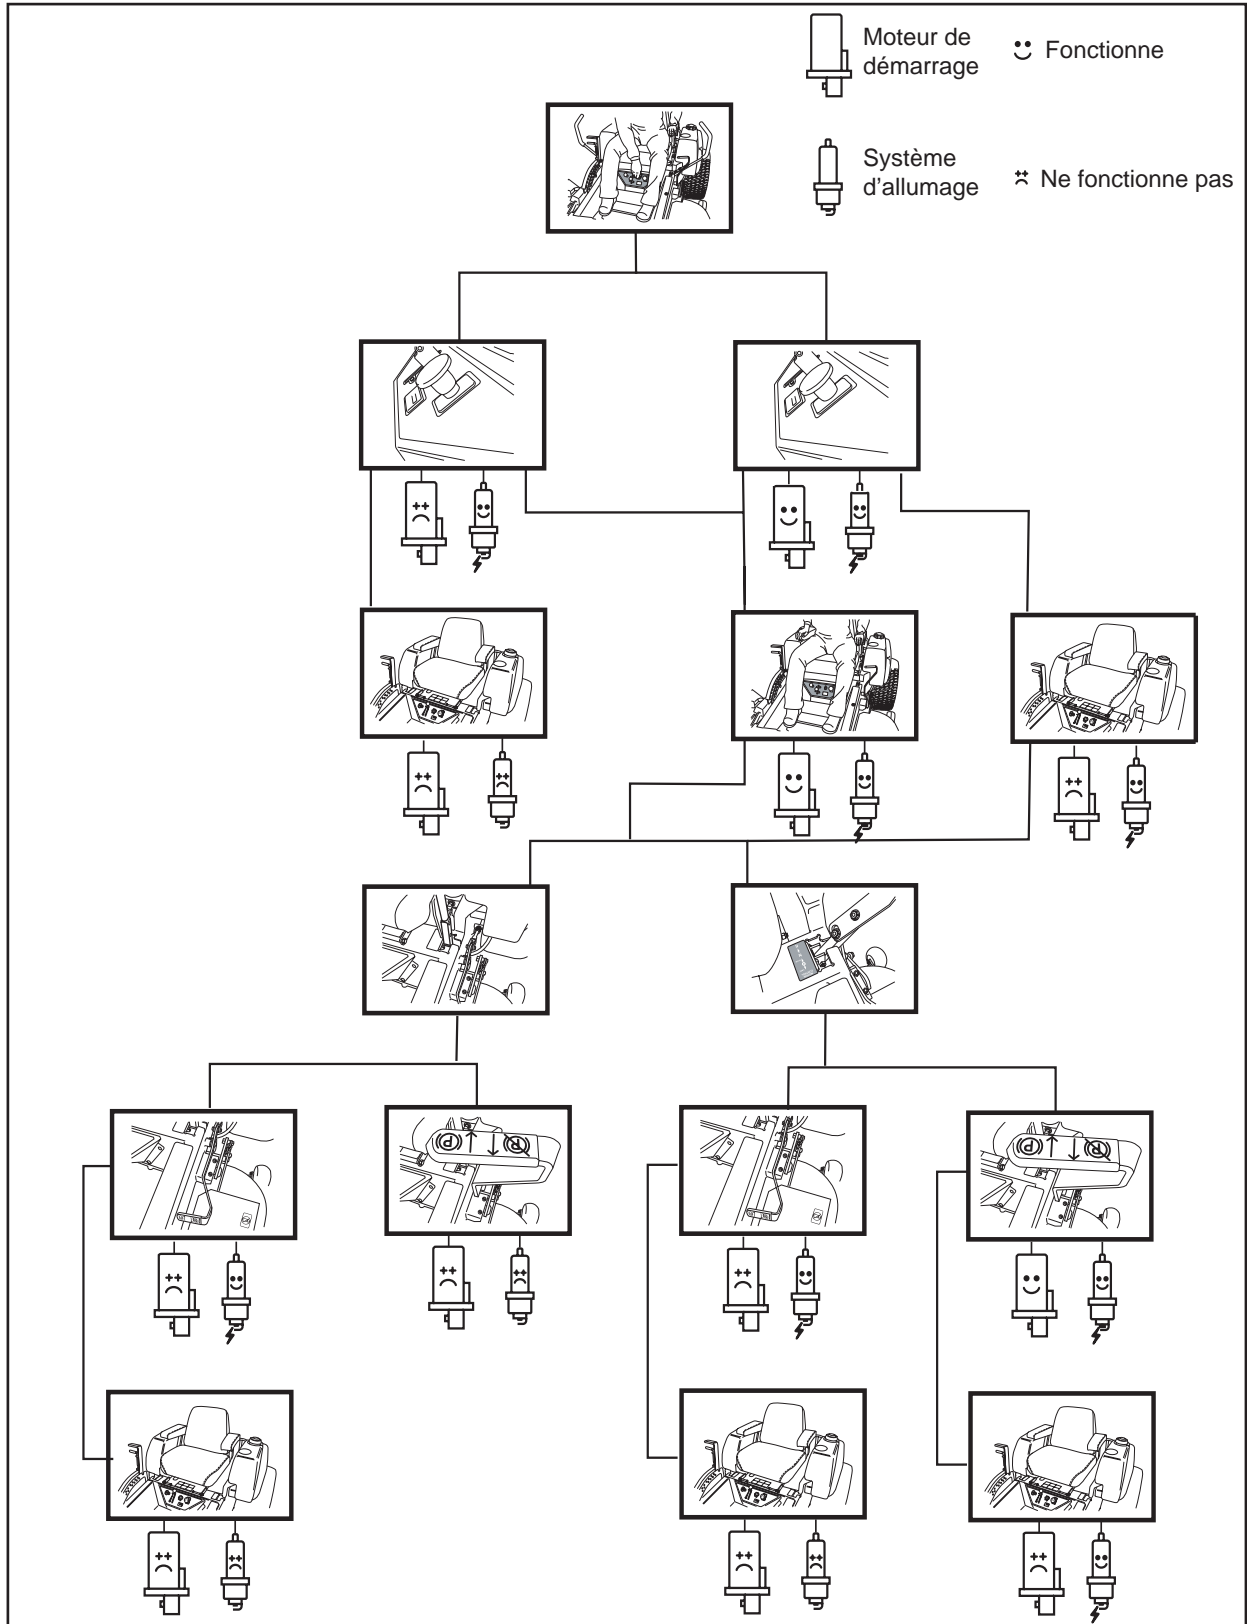 Moteur de
démarrage
Fonctionne
Système
d'allumage
Ne fonctionne pas
P P
P P